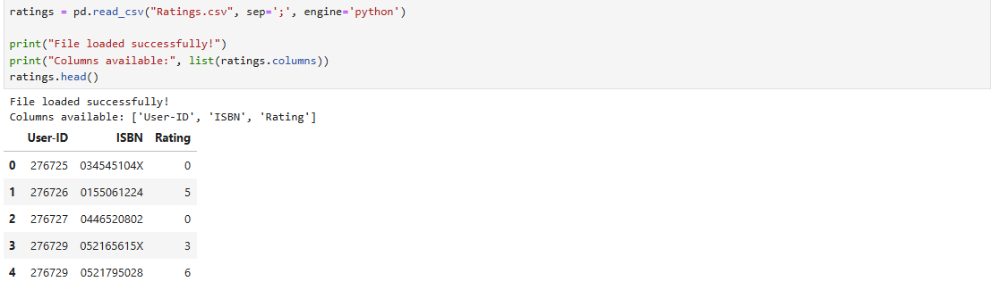 ratings = pd.read_csv("Ratings.csv", sep=';', engine='python')
print("File loaded successfully!")
print("Columns available:", list(ratings.columns))
ratings.head()
File loaded successfully!
Columns available: ['User-ID', 'ISBN', 'Rating']
User-ID ISBN Rating
0 276725 034545104X 0
1 276726 0155061224 5
2 276727 0446520802 0
3 276729 052165615X 3
4 276729 0521795028 6